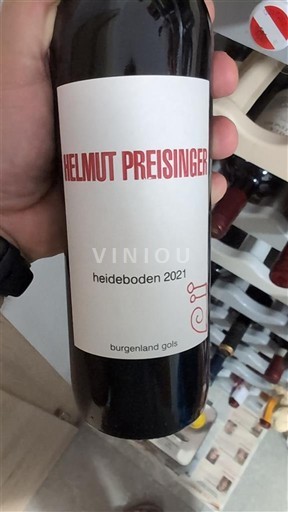 HELMUT PREISINGER
VINIOU
heideboden 2021
burgenland gols